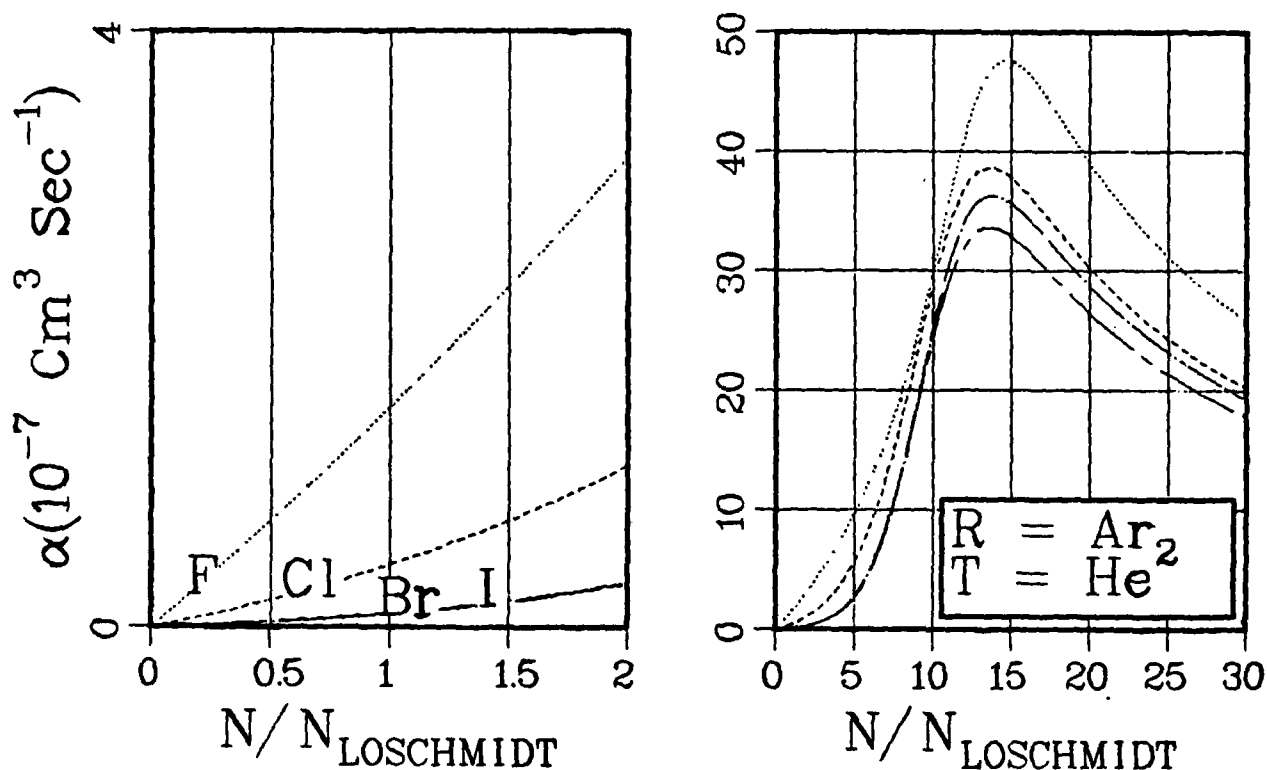 α(10⁻⁷ Cm³ Sec⁻¹)
4
0
F
Cl
Br
I
0 0.5 1 1.5 2
N/N_LOSCHMIDT
50
40
30
20
10
0
R = Ar₂
T = He
0 5 10 15 20 25 30
N/N_LOSCHMIDT